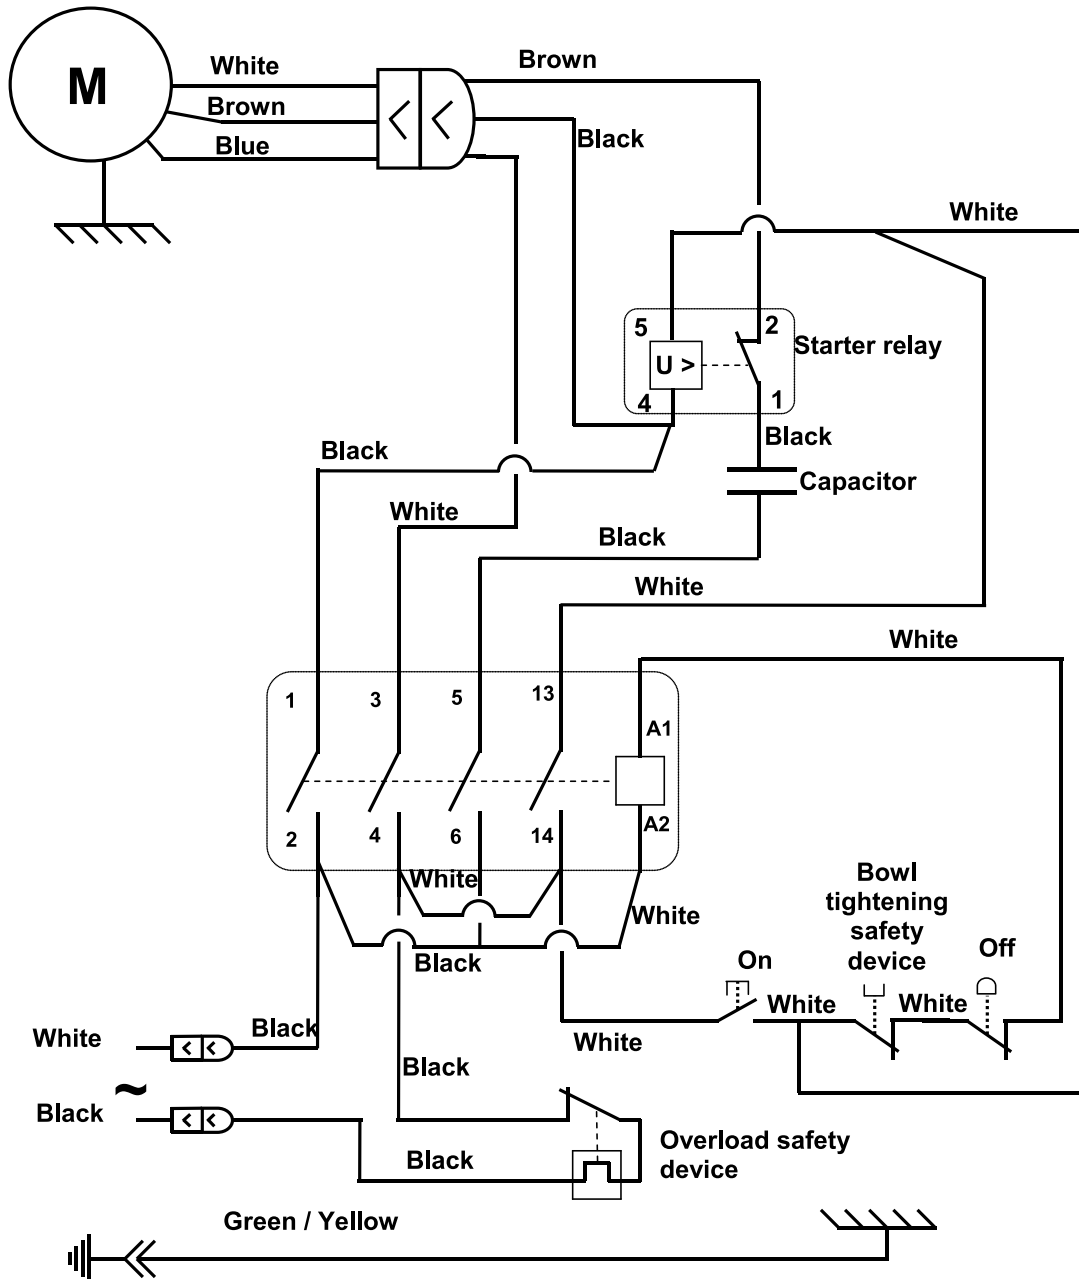 M
White
Brown
Blue
Brown
Black
White
5
2
Starter relay
U >
4
1
Black
Black
Capacitor
White
Black
White
White
1
3
5
13
A1
2
4
6
14
A2
White
White
Black
Bowl
tightening
safety
device
On
Off
White
White
White
White
Black
~
Black
Black
Black
Overload safety
device
Green / Yellow